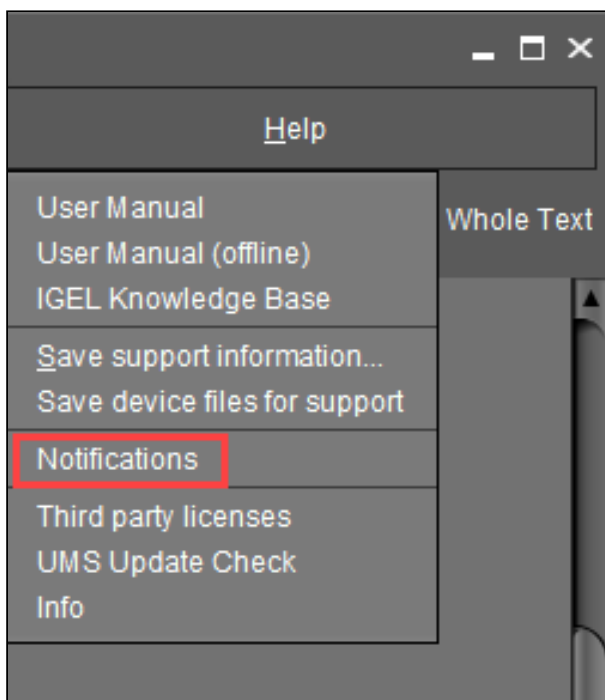 Help
User Manual
Whole Text
User Manual (offline)
IGEL Knowledge Base
Save support information...
Save device files for support
Notifications
Third party licenses
UMS Update Check
Info